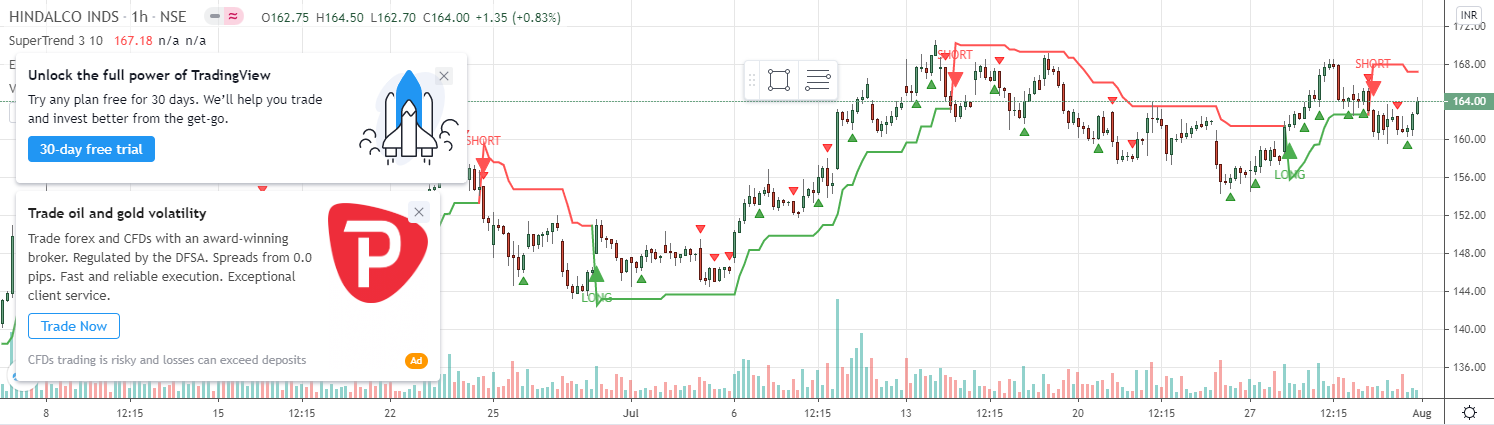 HINDALCO INDS · 1h · NSE O162.75 H164.50 L162.70 C164.00 +1.35 (+0.83%)
INR
172.00
SuperTrend 3 10 167.18 n/a n/a
E
V
Unlock the full power of TradingView
Try any plan free for 30 days. We'll help you trade
and invest better from the get-go.
30-day free trial
Trade oil and gold volatility
Trade forex and CFDs with an award-winning
broker. Regulated by the DFSA. Spreads from 0.0
pips. Fast and reliable execution. Exceptional
client service.
Trade Now
CFDs trading is risky and losses can exceed deposits
Ad
P
SHORT
LONG
SHORT
LONG
SHORT
168.00
164.00
160.00
156.00
152.00
148.00
144.00
140.00
136.00
8 12:15 15 12:15 22 25 Jul 6 12:15 13 12:15 20 12:15 27 12:15 Aug